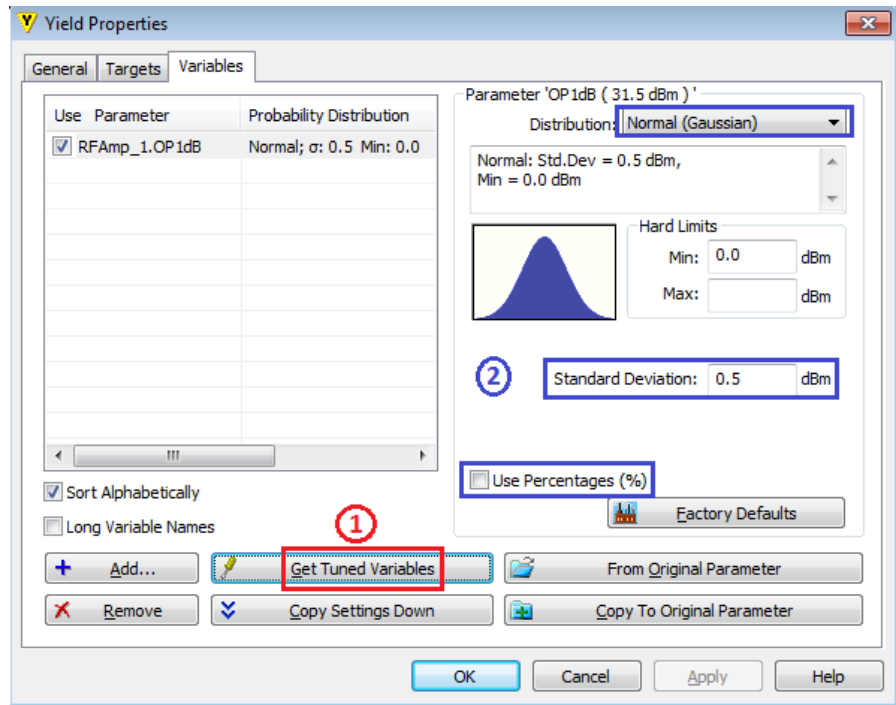 Yield Properties
General Targets Variables
Use Parameter Probability Distribution
RFAmp_1.OP1dB Normal; σ: 0.5 Min: 0.0
Sort Alphabetically
Long Variable Names
Parameter 'OP1dB ( 31.5 dBm ) '
Distribution: Normal (Gaussian)
Normal: Std.Dev = 0.5 dBm,
Min = 0.0 dBm
Hard Limits
Min: 0.0 dBm
Max: dBm
2 Standard Deviation: 0.5 dBm
Use Percentages (%)
Factory Defaults
1
Add... Get Tuned Variables From Original Parameter
Remove Copy Settings Down Copy To Original Parameter
OK Cancel Apply Help